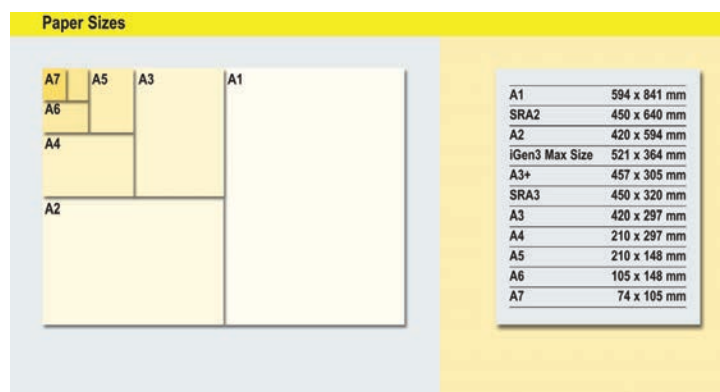 Paper Sizes
A7 A5 A3 A1
A6
A4
A2
A1 594 x 841 mm
SRA2 450 x 640 mm
A2 420 x 594 mm
iGen3 Max Size 521 x 364 mm
A3+ 457 x 305 mm
SRA3 450 x 320 mm
A3 420 x 297 mm
A4 210 x 297 mm
A5 210 x 148 mm
A6 105 x 148 mm
A7 74 x 105 mm